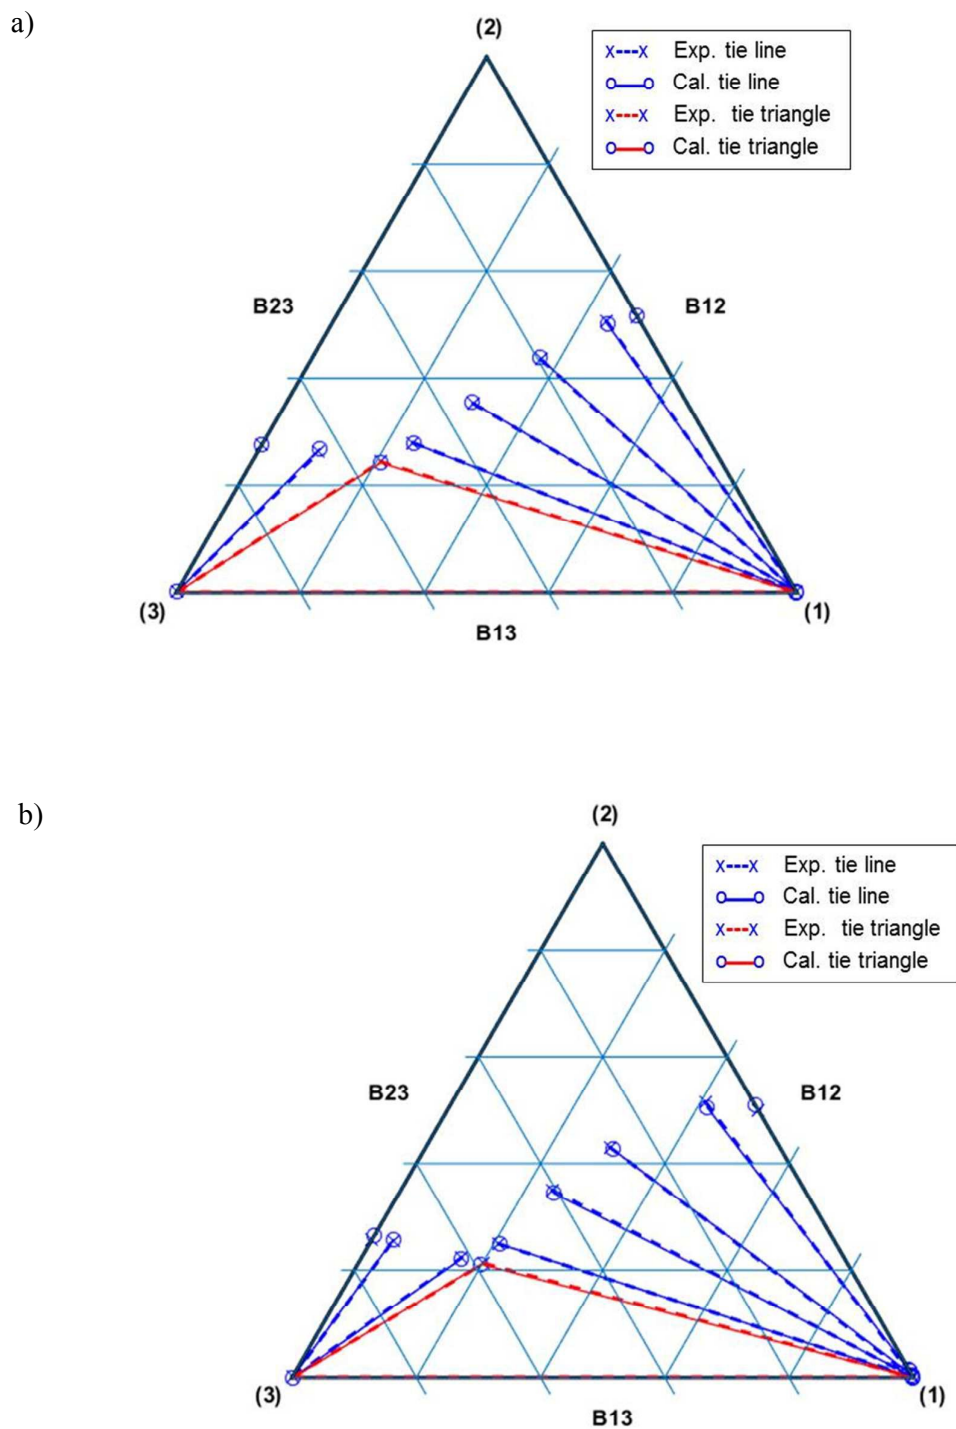 a)
(2)
x---x Exp. tie line
o—o Cal. tie line
x---x Exp. tie triangle
o—o Cal. tie triangle
B23
B12
(3)
(1)
B13
b)
(2)
x---x Exp. tie line
o—o Cal. tie line
x---x Exp. tie triangle
o—o Cal. tie triangle
B23
B12
(3)
(1)
B13